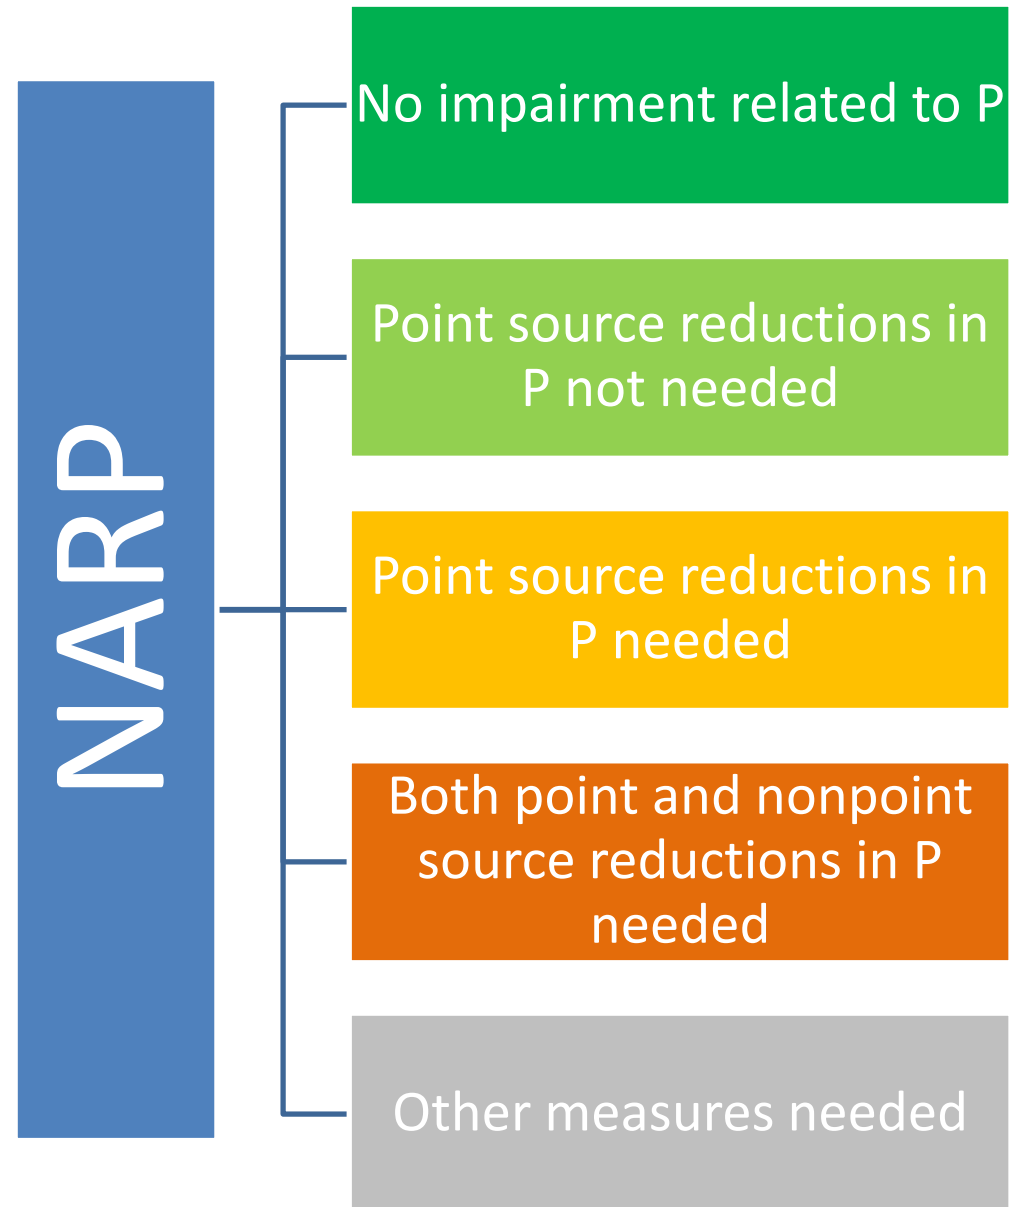 NARP
No impairment related to P
Point source reductions in
P not needed
Point source reductions in
P needed
Both point and nonpoint
source reductions in P
needed
Other measures needed